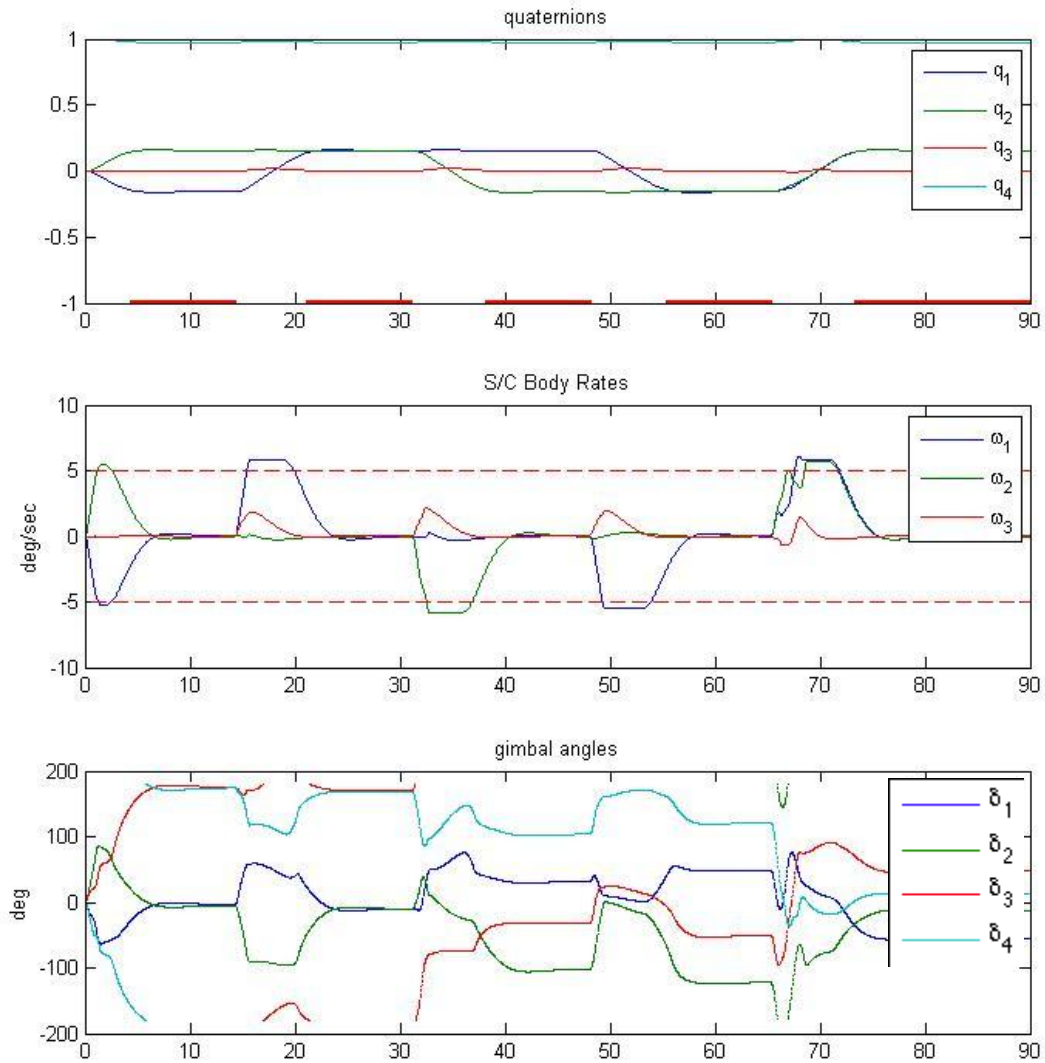 quaternions
1
0.5
0
-0.5
-1
q1
q2
q3
q4
0 10 20 30 40 50 60 70 80 90
S/C Body Rates
deg/sec
10
5
0
-5
-10
ω1
ω2
ω3
0 10 20 30 40 50 60 70 80 90
gimbal angles
deg
200
100
0
-100
-200
δ1
δ2
δ3
δ4
0 10 20 30 40 50 60 70 80 90